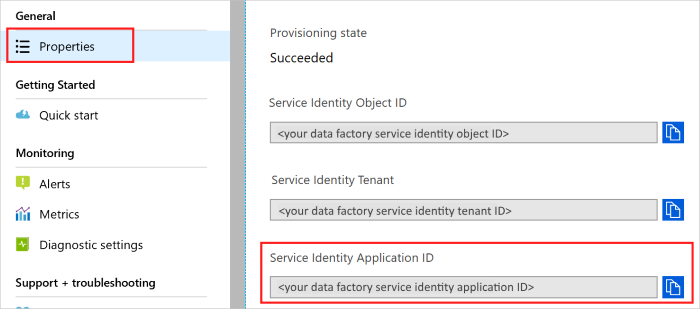 General
Properties
Getting Started
Quick start
Monitoring
Alerts
Metrics
Diagnostic settings
Support + troubleshooting
Provisioning state
Succeeded
Service Identity Object ID
<your data factory service identity object ID>
Service Identity Tenant
<your data factory service identity tenant ID>
Service Identity Application ID
<your data factory service identity application ID>